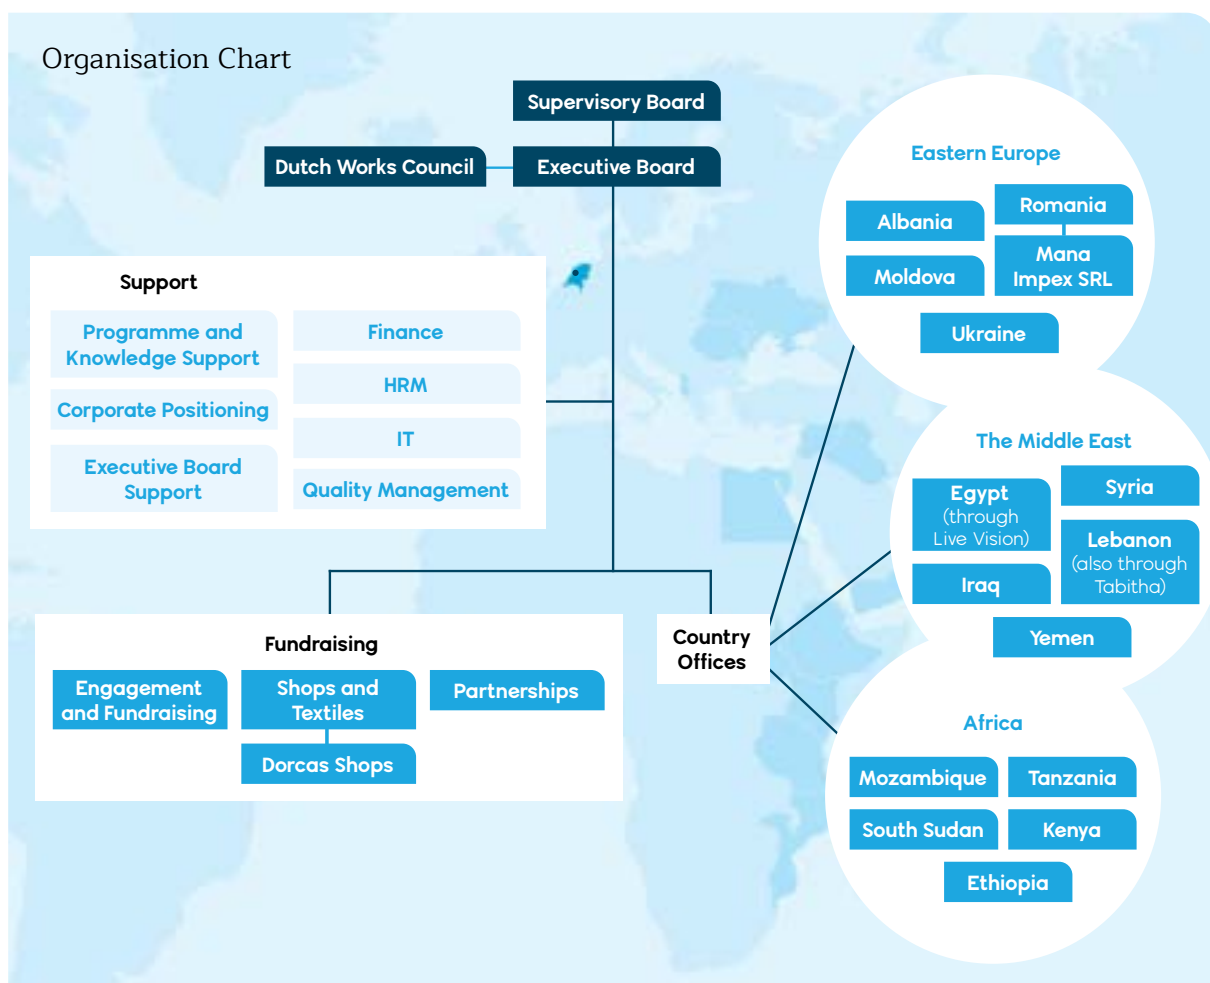 Organisation Chart
Supervisory Board
Dutch Works Council
Executive Board
Support
Programme and
Knowledge Support
Corporate Positioning
Executive Board
Support
Finance
HRM
IT
Quality Management
Fundraising
Engagement
and Fundraising
Shops and
Textiles
Dorcas Shops
Partnerships
Country
Offices
Eastern Europe
Albania
Romania
Moldova
Mana
Impex SRL
Ukraine
The Middle East
Egypt
(through
Live Vision)
Syria
Lebanon
(also through
Tabitha)
Iraq
Yemen
Africa
Mozambique
Tanzania
South Sudan
Kenya
Ethiopia